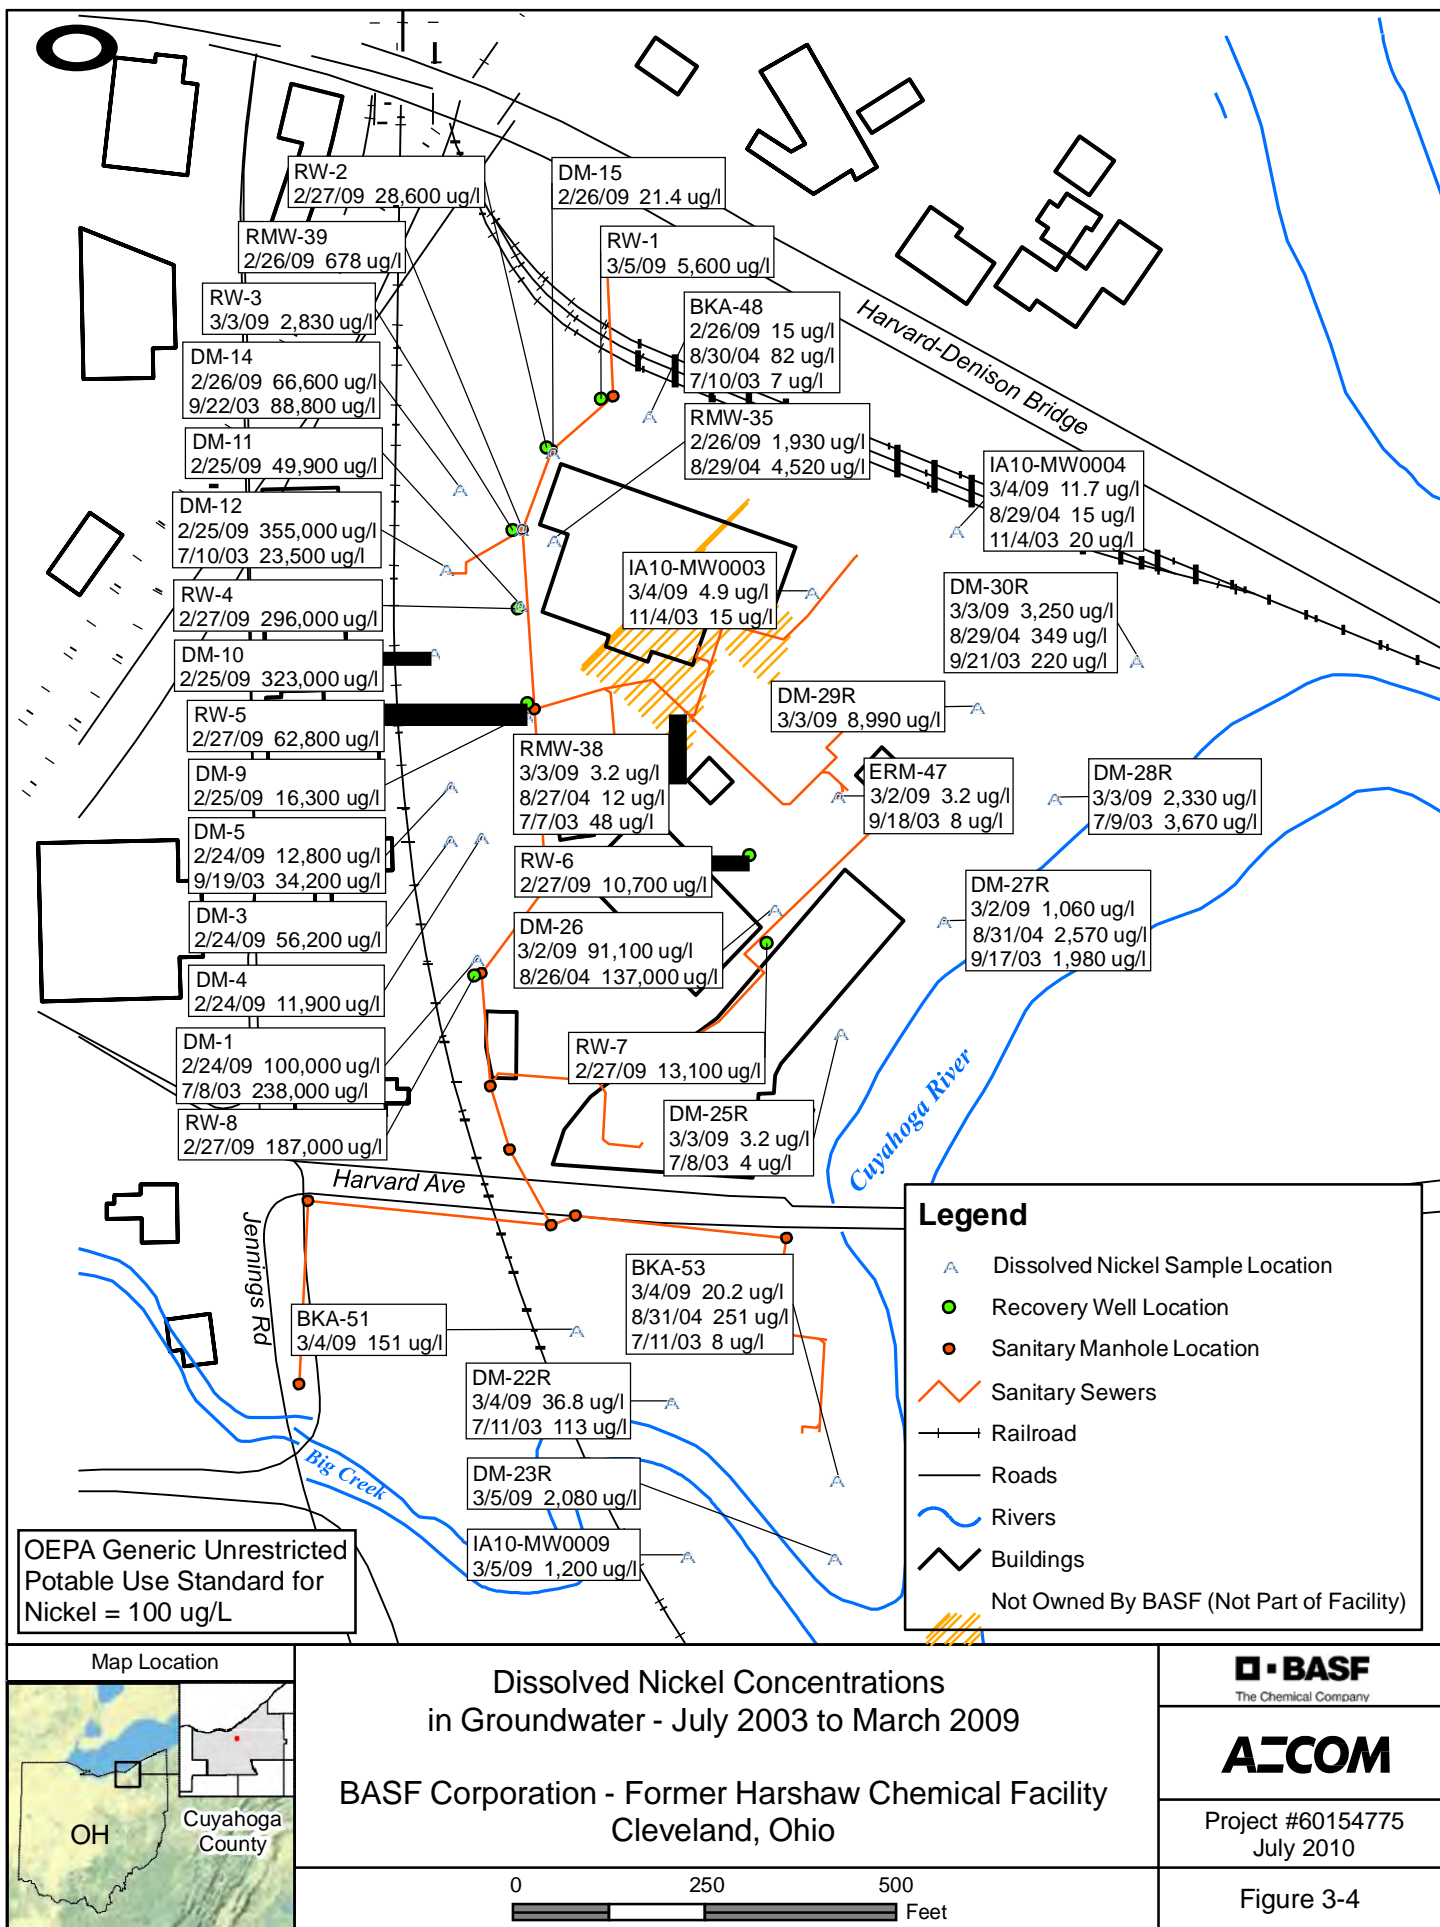 RW-2
2/27/09 28,600 ug/l
DM-15
2/26/09 21.4 ug/l
RMW-39
2/26/09 678 ug/l
RW-1
3/5/09 5,600 ug/l
RW-3
3/3/09 2,830 ug/l
BKA-48
2/26/09 15 ug/l
8/30/04 82 ug/l
7/10/03 7 ug/l
Harvard-Denison Bridge
DM-14
2/26/09 66,600 ug/l
9/22/03 88,800 ug/l
RMW-35
2/26/09 1,930 ug/l
8/29/04 4,520 ug/l
DM-11
2/25/09 49,900 ug/l
IA10-MW0004
3/4/09 11.7 ug/l
8/29/04 15 ug/l
11/4/03 20 ug/l
DM-12
2/25/09 355,000 ug/l
7/10/03 23,500 ug/l
IA10-MW0003
3/4/09 4.9 ug/l
11/4/03 15 ug/l
DM-30R
3/3/09 3,250 ug/l
8/29/04 349 ug/l
9/21/03 220 ug/l
RW-4
2/27/09 296,000 ug/l
DM-10
2/25/09 323,000 ug/l
DM-29R
3/3/09 8,990 ug/l
RW-5
2/27/09 62,800 ug/l
RMW-38
3/3/09 3.2 ug/l
8/27/04 12 ug/l
7/7/03 48 ug/l
ERM-47
3/2/09 3.2 ug/l
9/18/03 8 ug/l
DM-28R
3/3/09 2,330 ug/l
7/9/03 3,670 ug/l
DM-9
2/25/09 16,300 ug/l
DM-5
2/24/09 12,800 ug/l
9/19/03 34,200 ug/l
RW-6
2/27/09 10,700 ug/l
DM-27R
3/2/09 1,060 ug/l
8/31/04 2,570 ug/l
9/17/03 1,980 ug/l
DM-3
2/24/09 56,200 ug/l
DM-26
3/2/09 91,100 ug/l
8/26/04 137,000 ug/l
DM-4
2/24/09 11,900 ug/l
DM-1
2/24/09 100,000 ug/l
7/8/03 238,000 ug/l
RW-7
2/27/09 13,100 ug/l
RW-8
2/27/09 187,000 ug/l
DM-25R
3/3/09 3.2 ug/l
7/8/03 4 ug/l
Cuyahoga River
Harvard Ave
Jennings Rd
BKA-53
3/4/09 20.2 ug/l
8/31/04 251 ug/l
7/11/03 8 ug/l
BKA-51
3/4/09 151 ug/l
DM-22R
3/4/09 36.8 ug/l
7/11/03 113 ug/l
Big Creek
DM-23R
3/5/09 2,080 ug/l
IA10-MW0009
3/5/09 1,200 ug/l
Legend
Dissolved Nickel Sample Location
Recovery Well Location
Sanitary Manhole Location
Sanitary Sewers
Railroad
Roads
Rivers
Buildings
Not Owned By BASF (Not Part of Facility)
OEPA Generic Unrestricted
Potable Use Standard for
Nickel = 100 ug/L
Map Location
OH
Cuyahoga
County
Dissolved Nickel Concentrations
in Groundwater - July 2003 to March 2009
BASF Corporation - Former Harshaw Chemical Facility
Cleveland, Ohio
0 250 500
Feet
BASF
The Chemical Company
AECOM
Project #60154775
July 2010
Figure 3-4